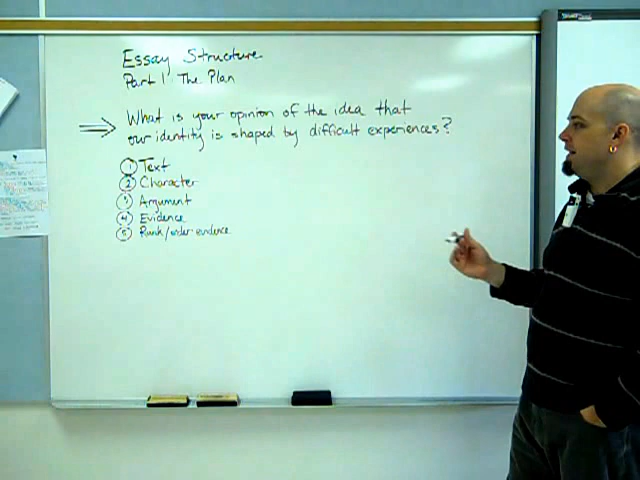 Essay Structure
Part 1 The Plan
What is your opinion of the idea that
our identity is shaped by difficult experiences?
1 Text
2 Character
3 Argument
4 Evidence
5 Rank/order evidence